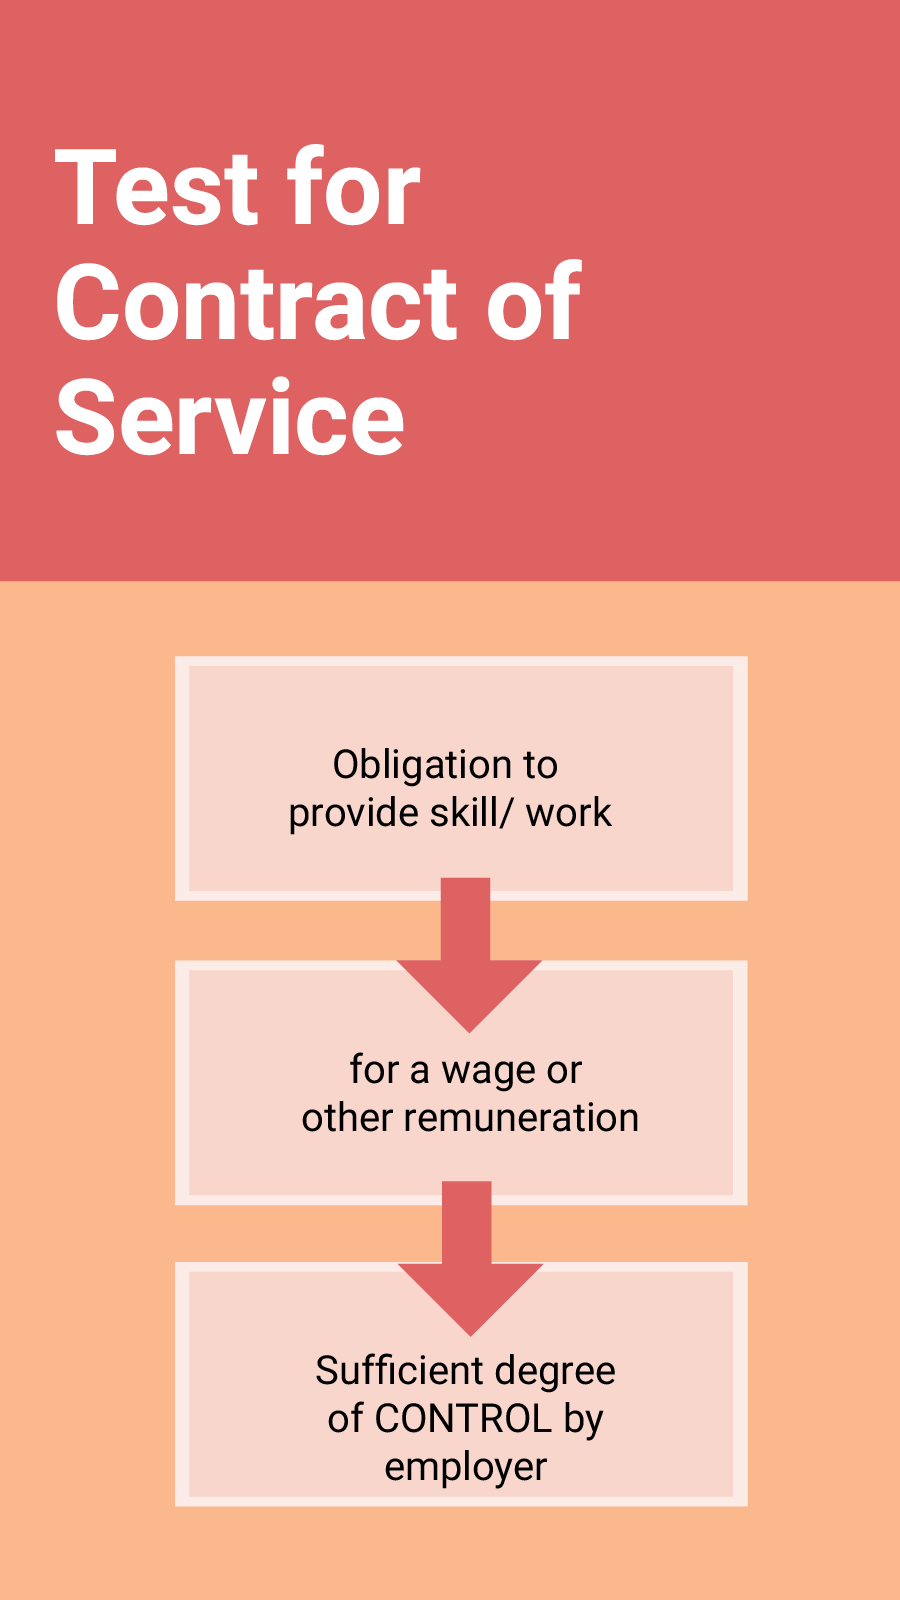 Test for
Contract of
Service
Obligation to
provide skill/ work
for a wage or
other remuneration
Sufficient degree
of CONTROL by
employer